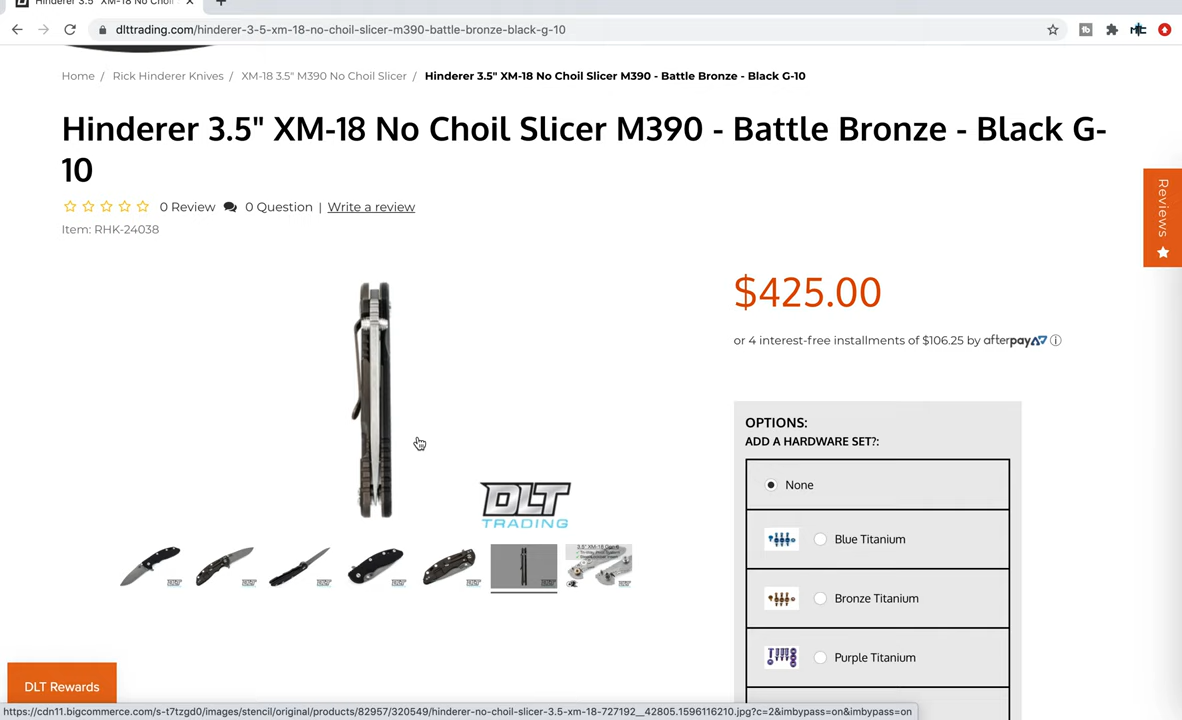 Hinderer 3.5" XM-18 No Choil
dlttrading.com/hinderer-3-5-xm-18-no-choil-slicer-m390-battle-bronze-black-g-10
Home / Rick Hinderer Knives / XM-18 3.5" M390 No Choil Slicer / Hinderer 3.5" XM-18 No Choil Slicer M390 - Battle Bronze - Black G-10
Hinderer 3.5" XM-18 No Choil Slicer M390 - Battle Bronze - Black G-
10
0 Review 0 Question | Write a review
Item: RHK-24038
Reviews
$425.00
or 4 interest-free installments of $106.25 by afterpay
DLT
TRADING
OPTIONS:
ADD A HARDWARE SET?:
None
Blue Titanium
Bronze Titanium
Purple Titanium
DLT Rewards
https://cdn11.bigcommerce.com/s-t7tzgd0/images/stencil/original/products/82957/320549/hinderer-no-choil-slicer-3.5-xm-18-727192__42805.1596116210.jpg?c=2&imbypass=on&imbypass=on